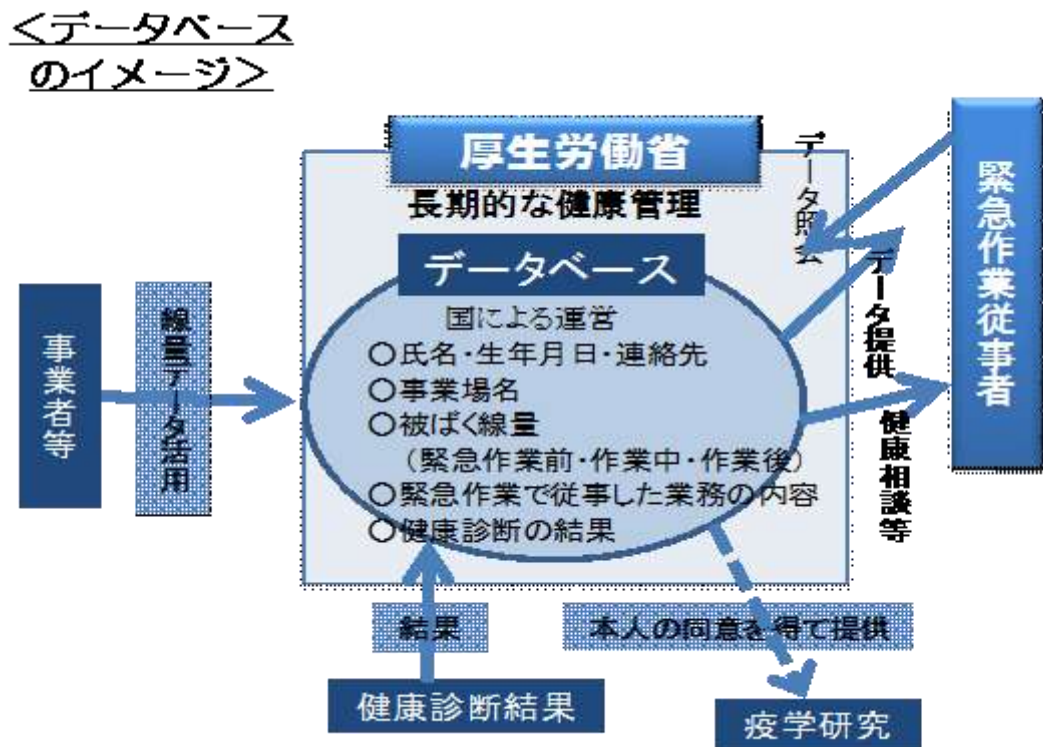 ＜データベース
のイメージ＞
厚生労働省
長期的な健康管理
データベース
国による運営
○氏名・生年月日・連絡先
○事業場名
○被ばく線量
（緊急作業前・作業中・作業後）
○緊急作業で従事した業務の内容
○健康診断の結果
事業者等
線量データ活用
データ照会
データ提供
健康相談等
緊急作業従事者
結果
本人の同意を得て提供
健康診断結果
疫学研究